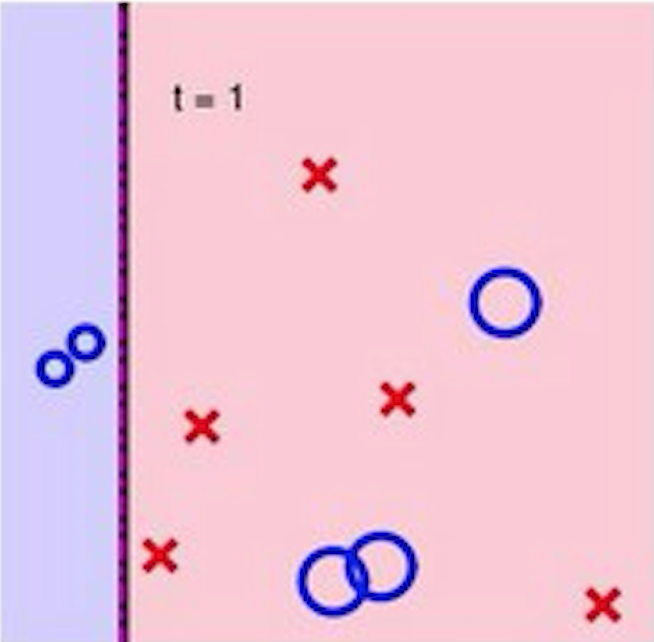 t = 1